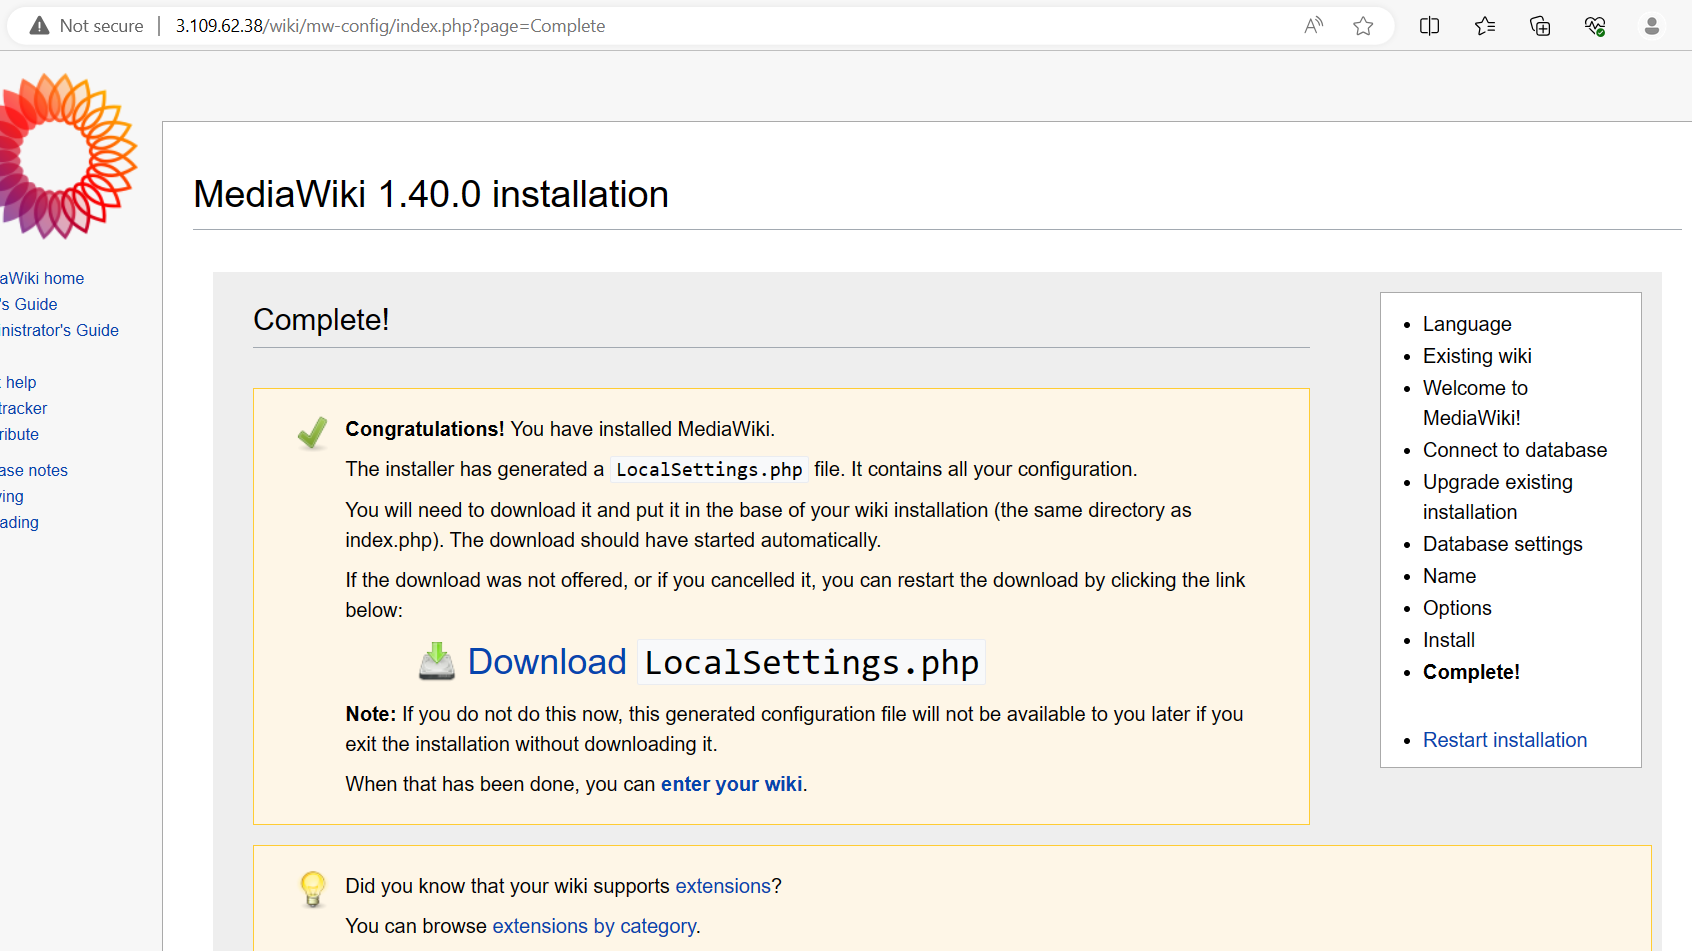 Not secure | 3.109.62.38/wiki/mw-config/index.php?page=Complete
aWiki home
's Guide
nistrator's Guide
help
tracker
ribute
ase notes
ying
ading
MediaWiki 1.40.0 installation
Complete!
Congratulations! You have installed MediaWiki.
The installer has generated a LocalSettings.php file. It contains all your configuration.
You will need to download it and put it in the base of your wiki installation (the same directory as
index.php). The download should have started automatically.
If the download was not offered, or if you cancelled it, you can restart the download by clicking the link
below:
Download LocalSettings.php
Note: If you do not do this now, this generated configuration file will not be available to you later if you
exit the installation without downloading it.
When that has been done, you can enter your wiki.
Did you know that your wiki supports extensions?
You can browse extensions by category.
• Language
• Existing wiki
• Welcome to
MediaWiki!
• Connect to database
• Upgrade existing
installation
• Database settings
• Name
• Options
• Install
• Complete!
• Restart installation